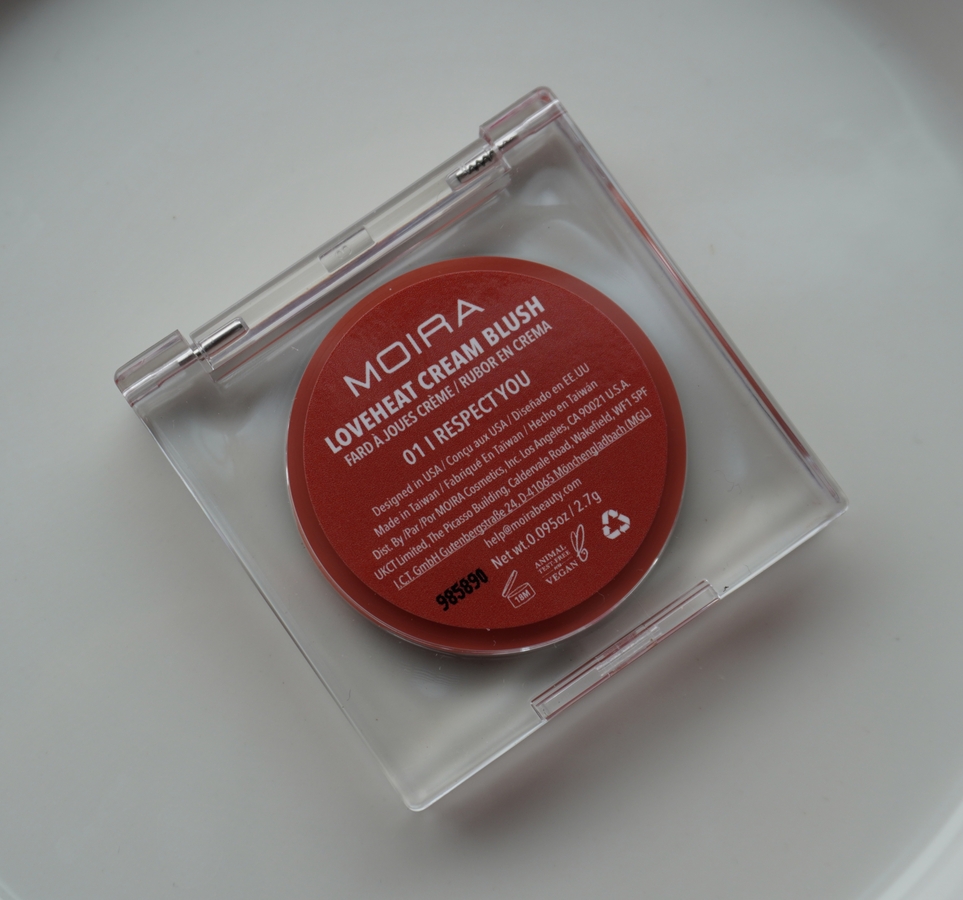 MOIRA
LOVEHEAT CREAM BLUSH
FARD À JOUES CRÈME / RUBOR EN CREMA
01 I RESPECT YOU
Designed in USA / Conçu aux USA / Diseñado en EE UU
Made in Taiwan / Fabriqué En Taiwan / Hecho en Taiwán
Dist. By /Par /Por MOIRA Cosmetics, Inc Los Angeles, CA 90021 U.S.A.
UKCT Limited, The Picasso Building, Caldervale Road, Wakefield, WF1 5PF
I.C.T. GmbH Gutenbergstraße 24, D-41065 Mönchengladbach (MGL)
help@moirabeauty.com
Net wt 0.095oz / 2.7g
985890
18M
ANIMAL
TEST-FREE
VEGAN